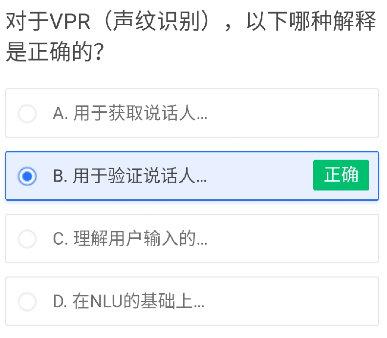 对于VPR（声纹识别），以下哪种解释
是正确的？
A. 用于获取说话人...
B. 用于验证说话人...
正确
C. 理解用户输入的...
D. 在NLU的基础上...